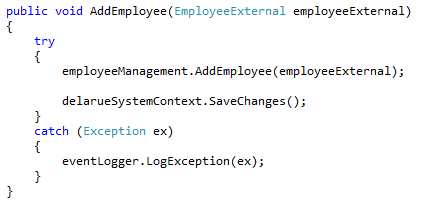 public void AddEmployee(EmployeeExternal employeeExternal)
{
try
{
employeeManagement.AddEmployee(employeeExternal);
delarueSystemContext.SaveChanges();
}
catch (Exception ex)
{
eventLogger.LogException(ex);
}
}